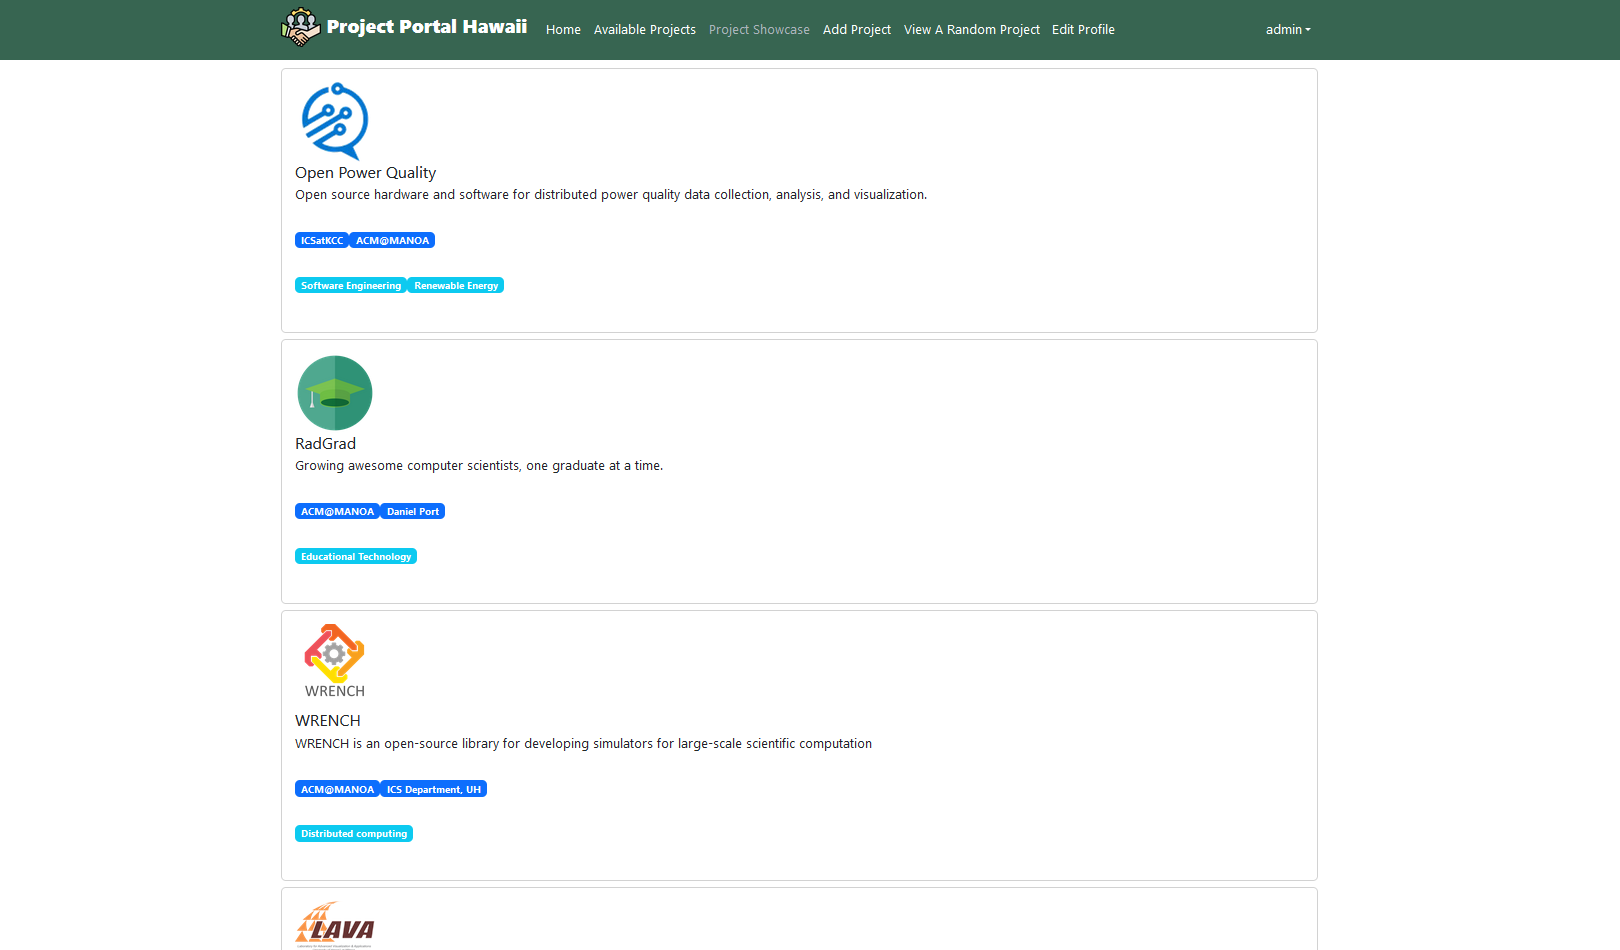 Project Portal Hawaii Home Available Projects Project Showcase Add Project View A Random Project Edit Profile admin
Open Power Quality
Open source hardware and software for distributed power quality data collection, analysis, and visualization.
ICSatKCC ACM@MANOA
Software Engineering Renewable Energy
RadGrad
Growing awesome computer scientists, one graduate at a time.
ACM@MANOA Daniel Port
Educational Technology
WRENCH
WRENCH
WRENCH is an open-source library for developing simulators for large-scale scientific computation
ACM@MANOA ICS Department, UH
Distributed computing
LAVA